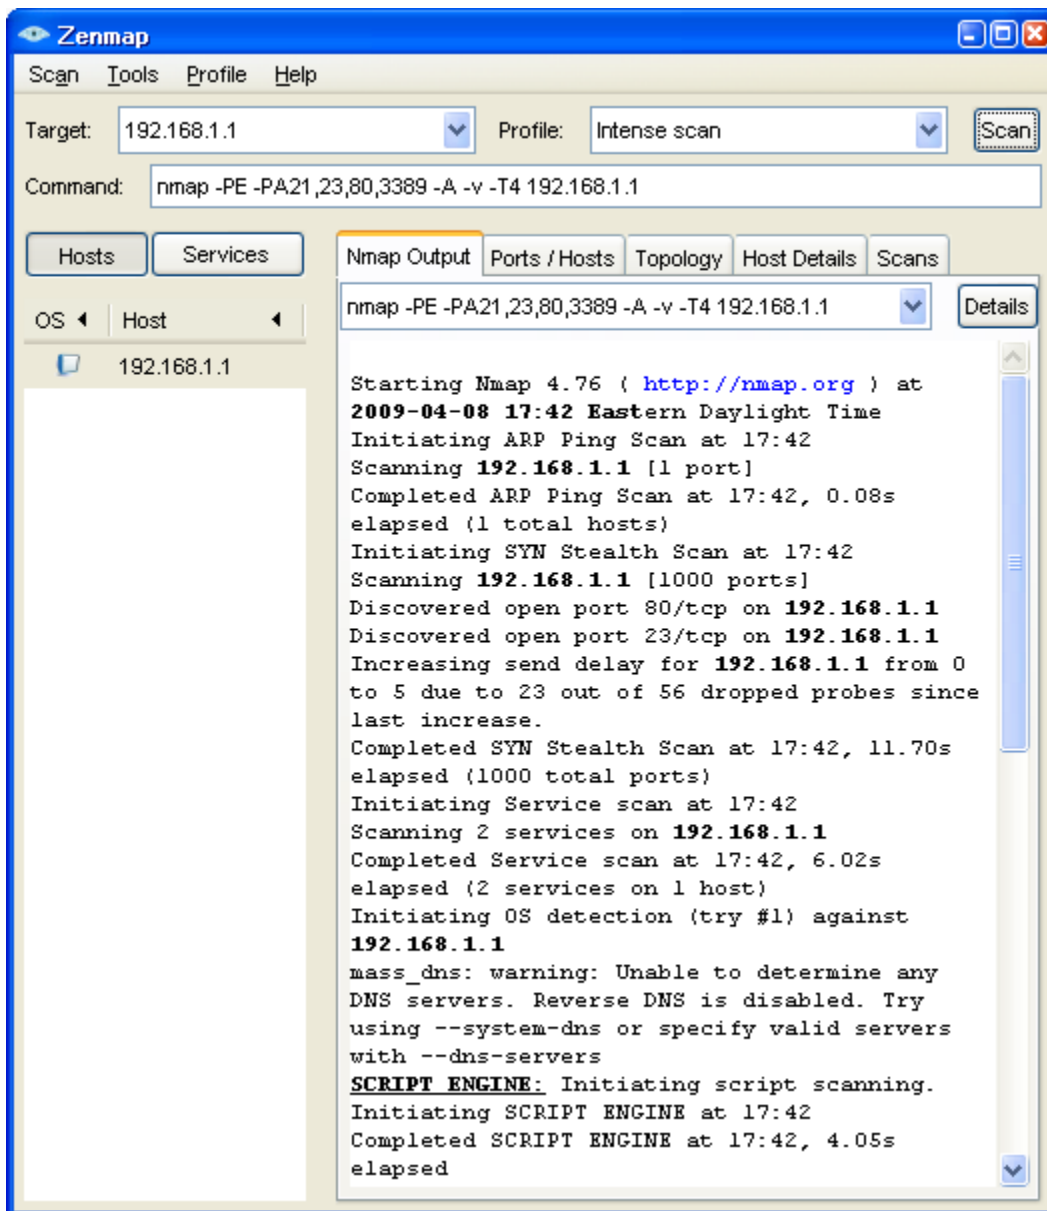 Zenmap
Scan Tools Profile Help
Target: 192.168.1.1 Profile: Intense scan Scan
Command: nmap -PE -PA21,23,80,3389 -A -v -T4 192.168.1.1
Hosts Services
Nmap Output Ports / Hosts Topology Host Details Scans
OS Host
192.168.1.1
nmap -PE -PA21,23,80,3389 -A -v -T4 192.168.1.1 Details
Starting Nmap 4.76 ( http://nmap.org ) at
2009-04-08 17:42 Eastern Daylight Time
Initiating ARP Ping Scan at 17:42
Scanning 192.168.1.1 [1 port]
Completed ARP Ping Scan at 17:42, 0.08s
elapsed (1 total hosts)
Initiating SYN Stealth Scan at 17:42
Scanning 192.168.1.1 [1000 ports]
Discovered open port 80/tcp on 192.168.1.1
Discovered open port 23/tcp on 192.168.1.1
Increasing send delay for 192.168.1.1 from 0
to 5 due to 23 out of 56 dropped probes since
last increase.
Completed SYN Stealth Scan at 17:42, 11.70s
elapsed (1000 total ports)
Initiating Service scan at 17:42
Scanning 2 services on 192.168.1.1
Completed Service scan at 17:42, 6.02s
elapsed (2 services on 1 host)
Initiating OS detection (try #1) against
192.168.1.1
mass_dns: warning: Unable to determine any
DNS servers. Reverse DNS is disabled. Try
using --system-dns or specify valid servers
with --dns-servers
SCRIPT ENGINE: Initiating script scanning.
Initiating SCRIPT ENGINE at 17:42
Completed SCRIPT ENGINE at 17:42, 4.05s
elapsed